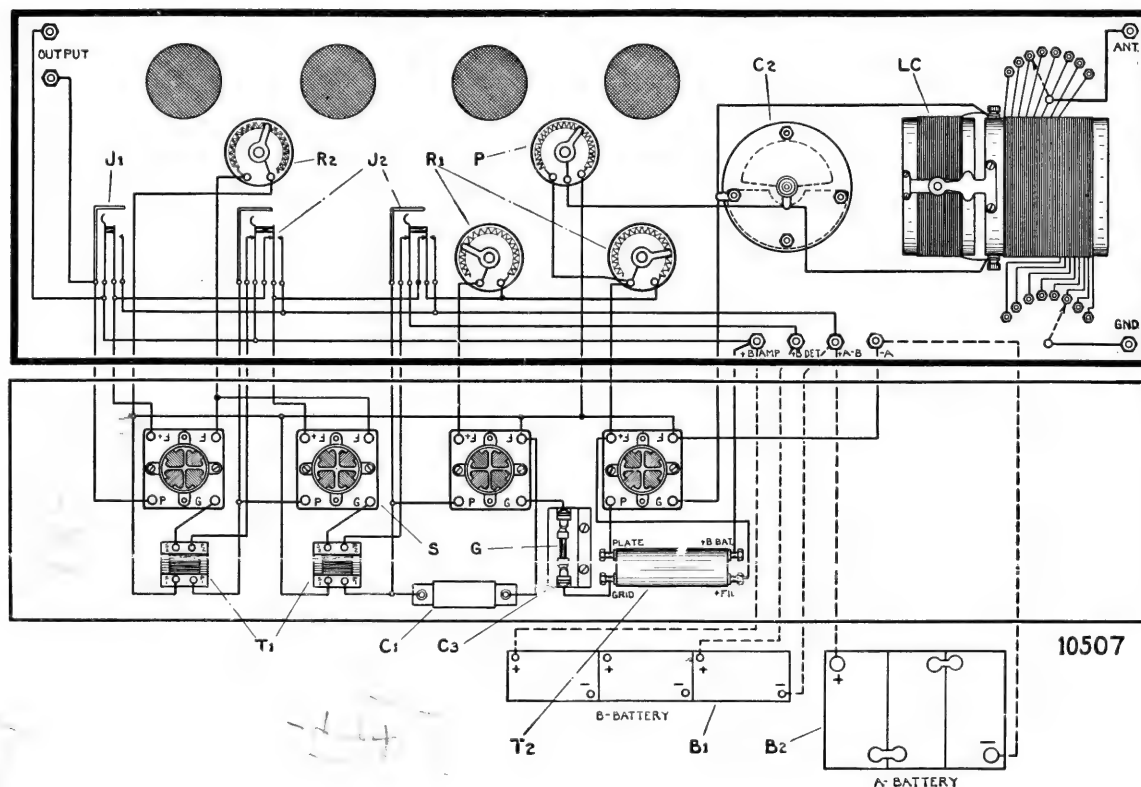 OUTPUT
C2
LC
ANT.
J1
R2
J2
R1
P
GND.
+B AMP
+B DET
+A-B
-A
F+ F
F+ F
F+ F
F+ F
P G
P G
P G
P G
S
G
PLATE
+B BAT.
GRID
+FIL
T1
C1
C3
10507
+
+
+
-
-
-
-
B-BATTERY
T2
B1
B2
A-BATTERY